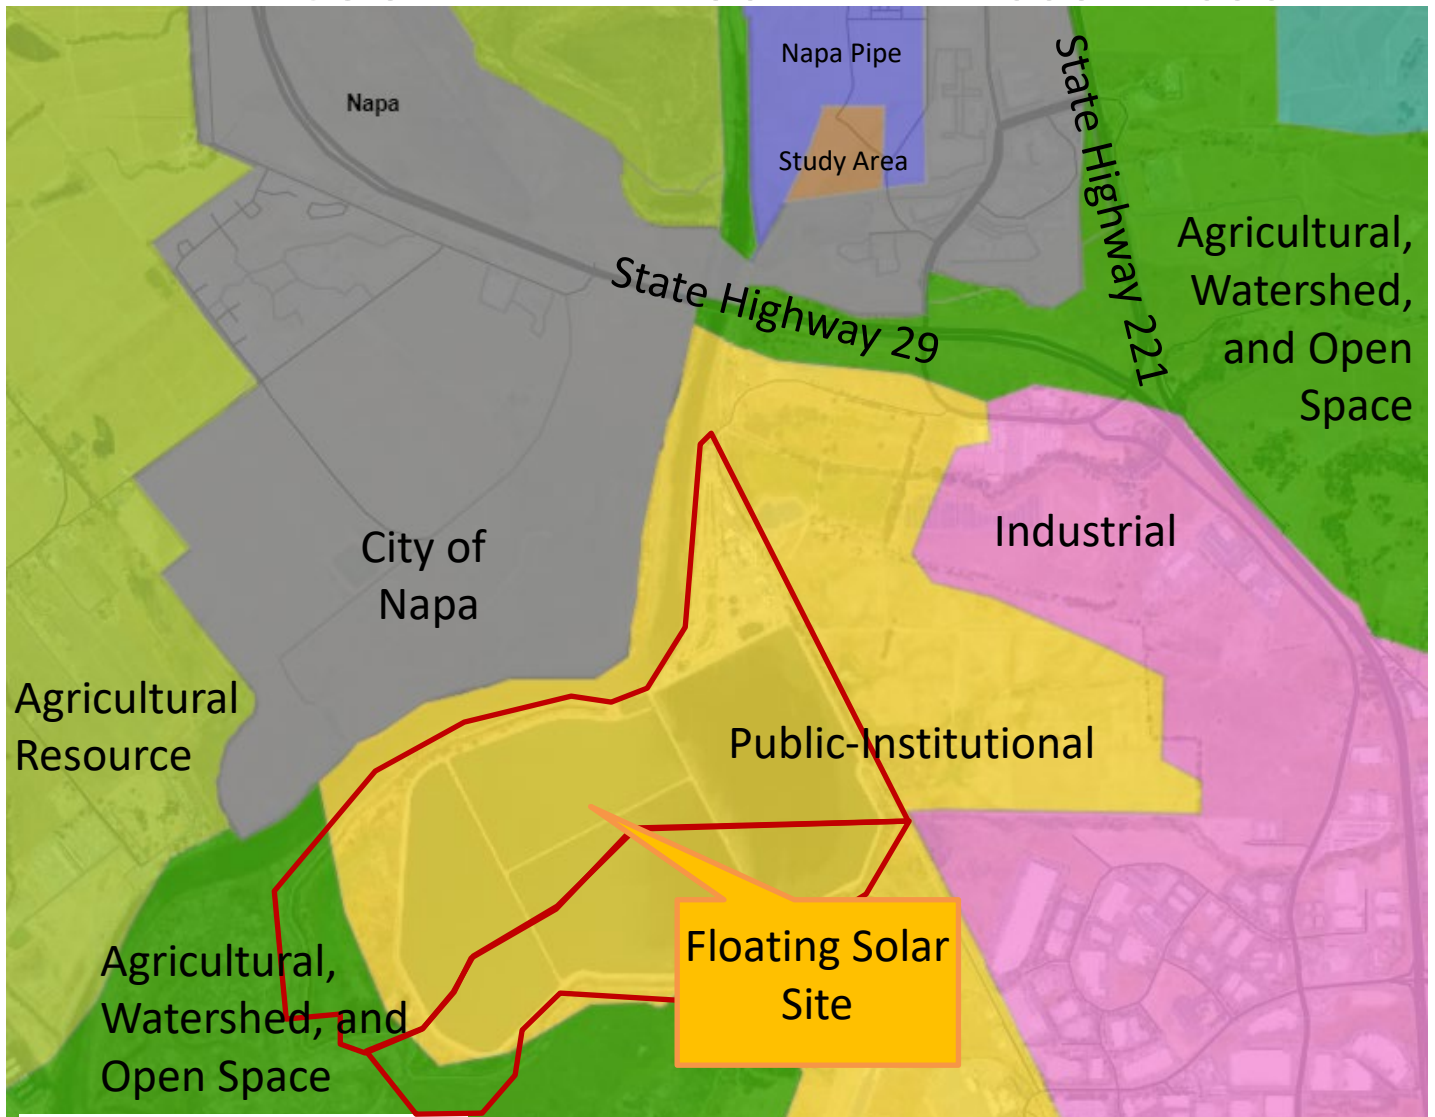 Napa Pipe
Napa
Study Area
State Highway 221
Agricultural,
Watershed,
and Open
Space
State Highway 29
Industrial
City of
Napa
Agricultural
Resource
Public-Institutional
Floating Solar
Site
Agricultural,
Watershed, and
Open Space